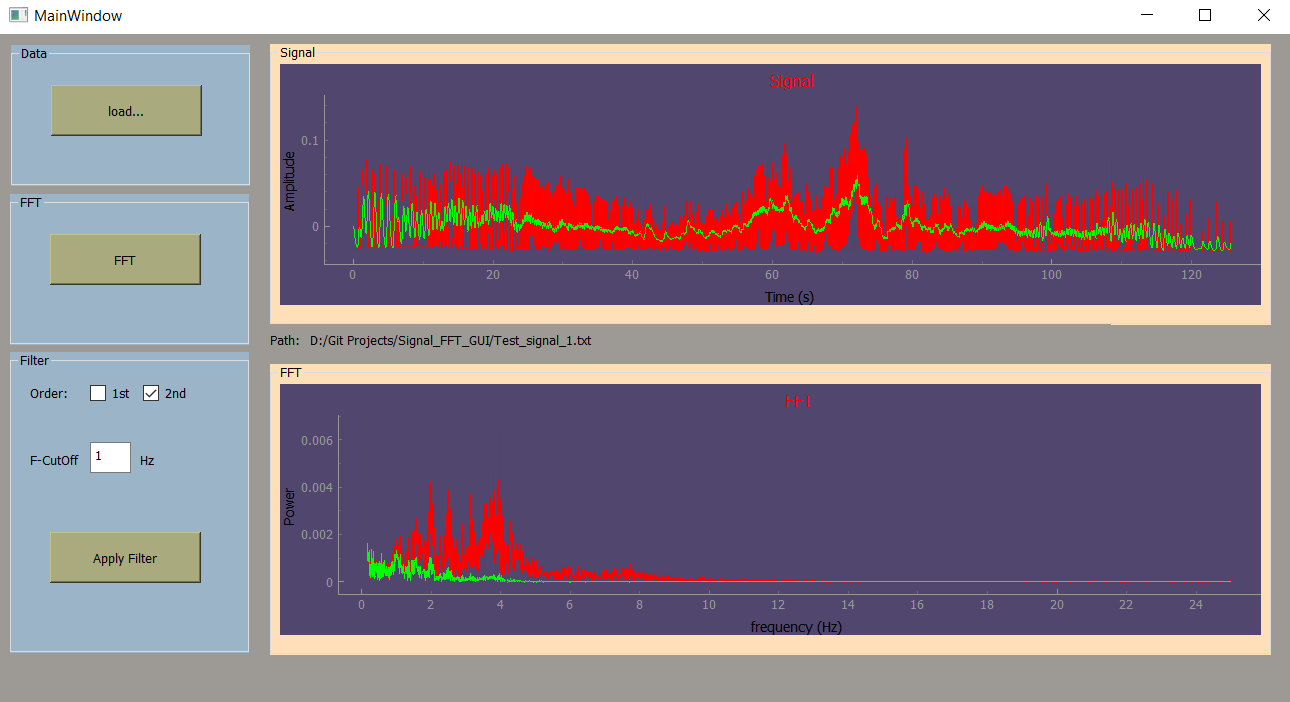 MainWindow
Data
load...
FFT
FFT
Filter
Order: 1st 2nd
F-CutOff 1 Hz
Apply Filter
Signal
Signal
Amplitude
0.1
0
0 20 40 60 80 100 120
Time (s)
Path: D:/Git Projects/Signal_FFT_GUI/Test_signal_1.txt
FFT
FFT
Power
0.006
0.004
0.002
0
0 2 4 6 8 10 12 14 16 18 20 22 24
frequency (Hz)